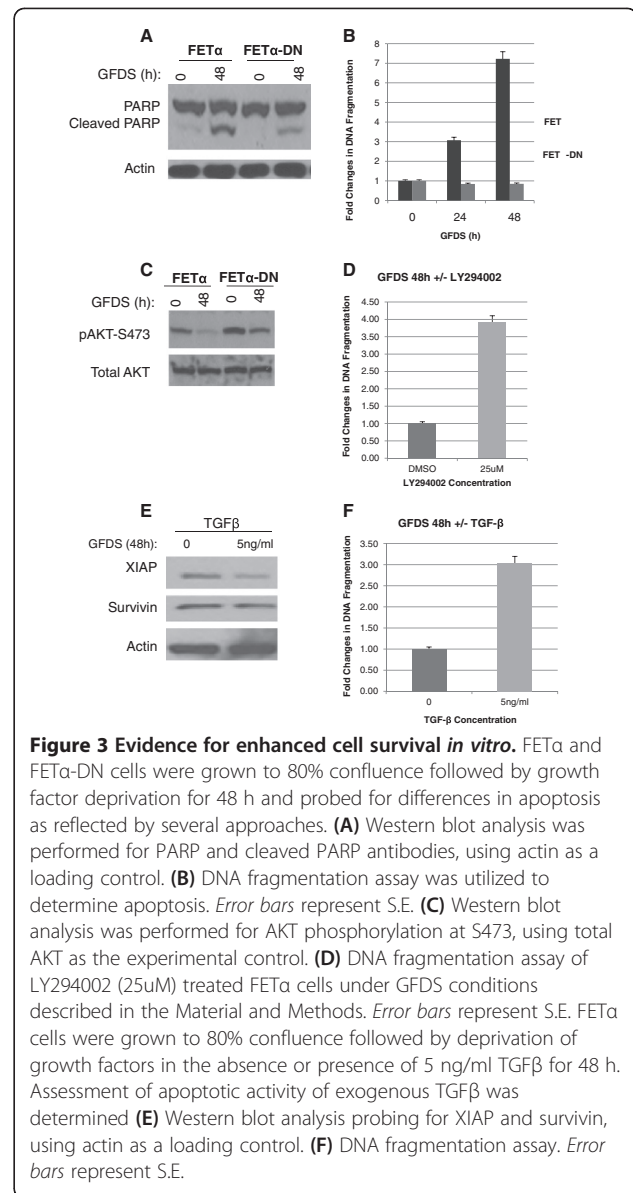 A
FETα FETα-DN
GFDS (h): 0 48 0 48
PARP
Cleaved PARP
Actin
B
Fold Changes in DNA Fragmentation
8
7
6
5
4
3
2
1
0
0 24 48
GFDS (h)
FET
FET -DN
C
FETα FETα-DN
GFDS (h): 0 48 0 48
pAKT-S473
Total AKT
D
GFDS 48h +/- LY294002
Fold Changes in DNA Fragmentation
4.50
4.00
3.50
3.00
2.50
2.00
1.50
1.00
0.50
0.00
DMSO 25uM
LY294002 Concentration
E
TGFβ
GFDS (48h): 0 5ng/ml
XIAP
Survivin
Actin
F
GFDS 48h +/- TGF-β
Fold Changes in DNA Fragmentation
3.50
3.00
2.50
2.00
1.50
1.00
0.50
0.00
0 5ng/ml
TGF-β Concentration
Figure 3 Evidence for enhanced cell survival in vitro. FETα and
FETα-DN cells were grown to 80% confluence followed by growth
factor deprivation for 48 h and probed for differences in apoptosis
as reflected by several approaches. (A) Western blot analysis was
performed for PARP and cleaved PARP antibodies, using actin as a
loading control. (B) DNA fragmentation assay was utilized to
determine apoptosis. Error bars represent S.E. (C) Western blot
analysis was performed for AKT phosphorylation at S473, using total
AKT as the experimental control. (D) DNA fragmentation assay of
LY294002 (25uM) treated FETα cells under GFDS conditions
described in the Material and Methods. Error bars represent S.E. FETα
cells were grown to 80% confluence followed by deprivation of
growth factors in the absence or presence of 5 ng/ml TGFβ for 48 h.
Assessment of apoptotic activity of exogenous TGFβ was
determined (E) Western blot analysis probing for XIAP and survivin,
using actin as a loading control. (F) DNA fragmentation assay. Error
bars represent S.E.